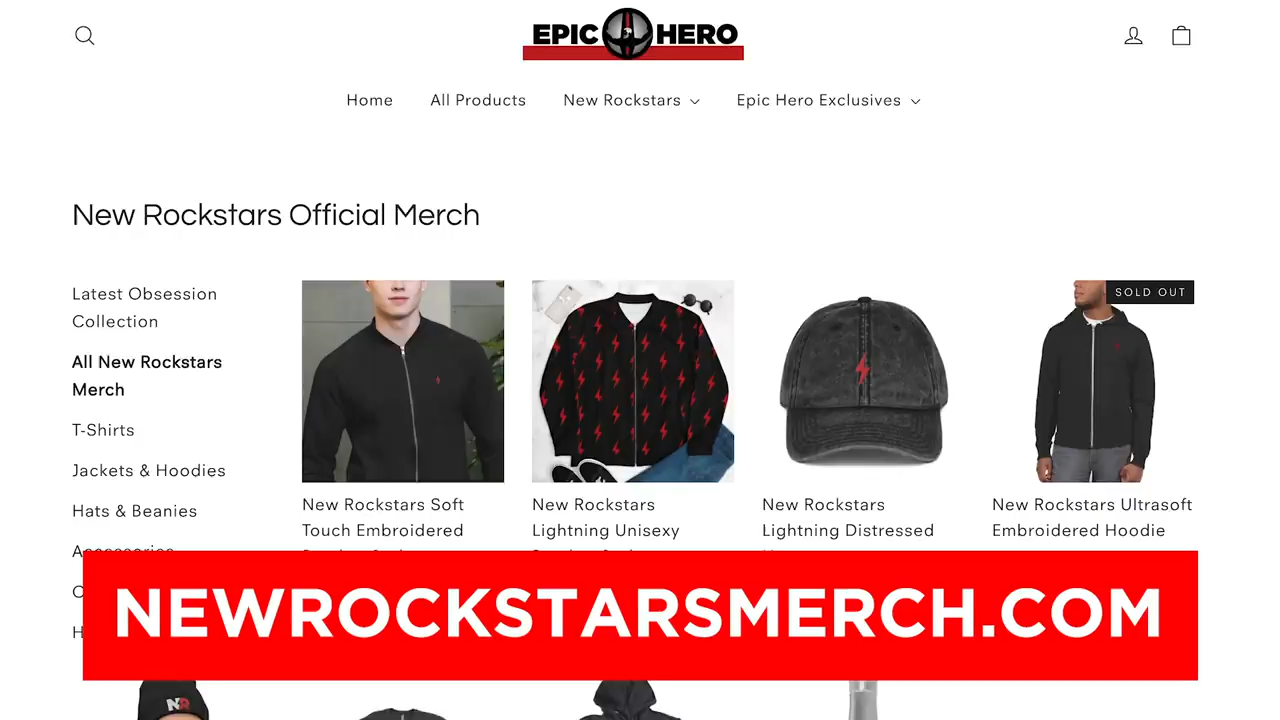 EPIC HERO
Home
All Products
New Rockstars
Epic Hero Exclusives
New Rockstars Official Merch
Latest Obsession
Collection
All New Rockstars
Merch
T-Shirts
Jackets & Hoodies
Hats & Beanies
SOLD OUT
New Rockstars Soft
Touch Embroidered
New Rockstars
Lightning Unisexy
New Rockstars
Lightning Distressed
New Rockstars Ultrasoft
Embroidered Hoodie
NEWROCKSTARSMERCH.COM
NR